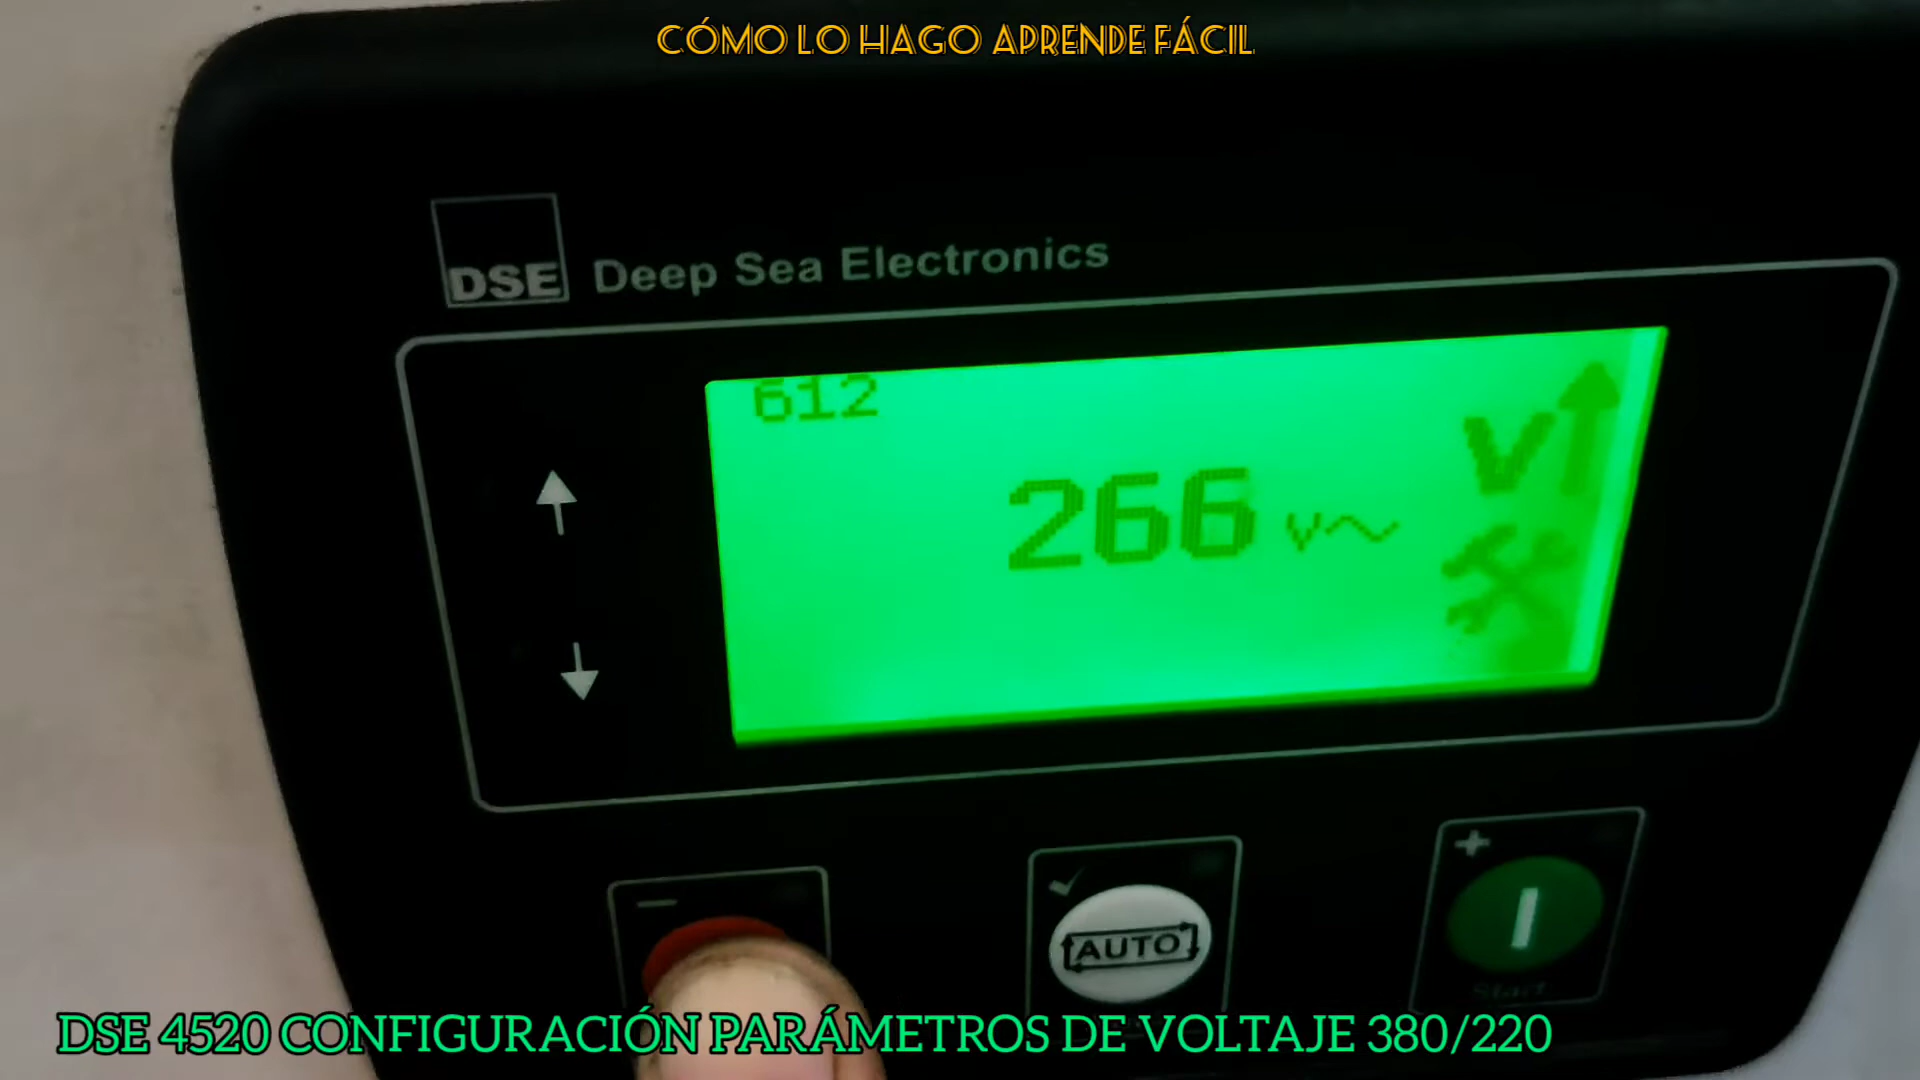 CÓMO LO HAGO APRENDE FÁCIL
DSE Deep Sea Electronics
612
V
266 V~
AUTO
Start
DSE 4520 CONFIGURACIÓN PARÁMETROS DE VOLTAJE 380/220